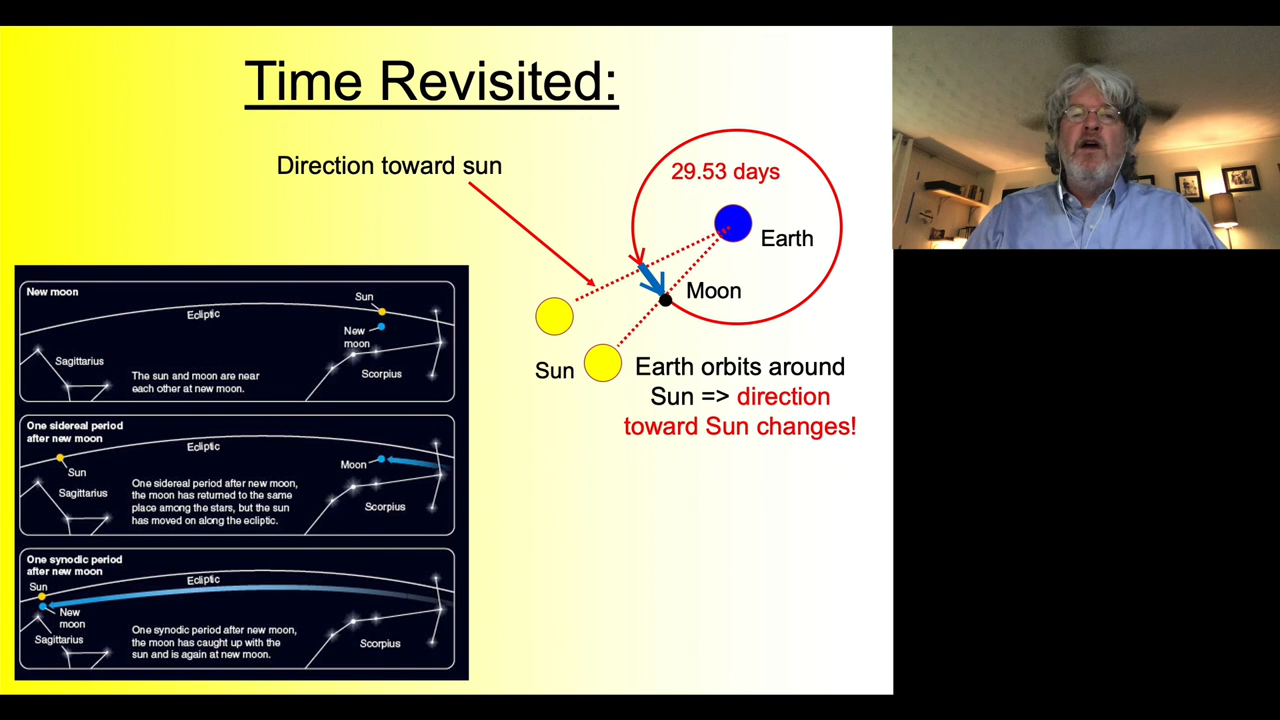 Time Revisited:
Direction toward sun
29.53 days
Earth
Moon
Sun
Earth orbits around
Sun => direction
toward Sun changes!
New moon
Sun
Ecliptic
New
moon
Sagittarius
Scorpius
The sun and moon are near
each other at new moon.
One sidereal period
after new moon
Ecliptic
Sun
Moon
Sagittarius
One sidereal period after new moon,
the moon has returned to the same
place among the stars, but the sun
has moved on along the ecliptic.
Scorpius
One synodic period
after new moon
Sun
Ecliptic
New
moon
Sagittarius
One synodic period after new moon,
the moon has caught up with the
sun and is again at new moon.
Scorpius